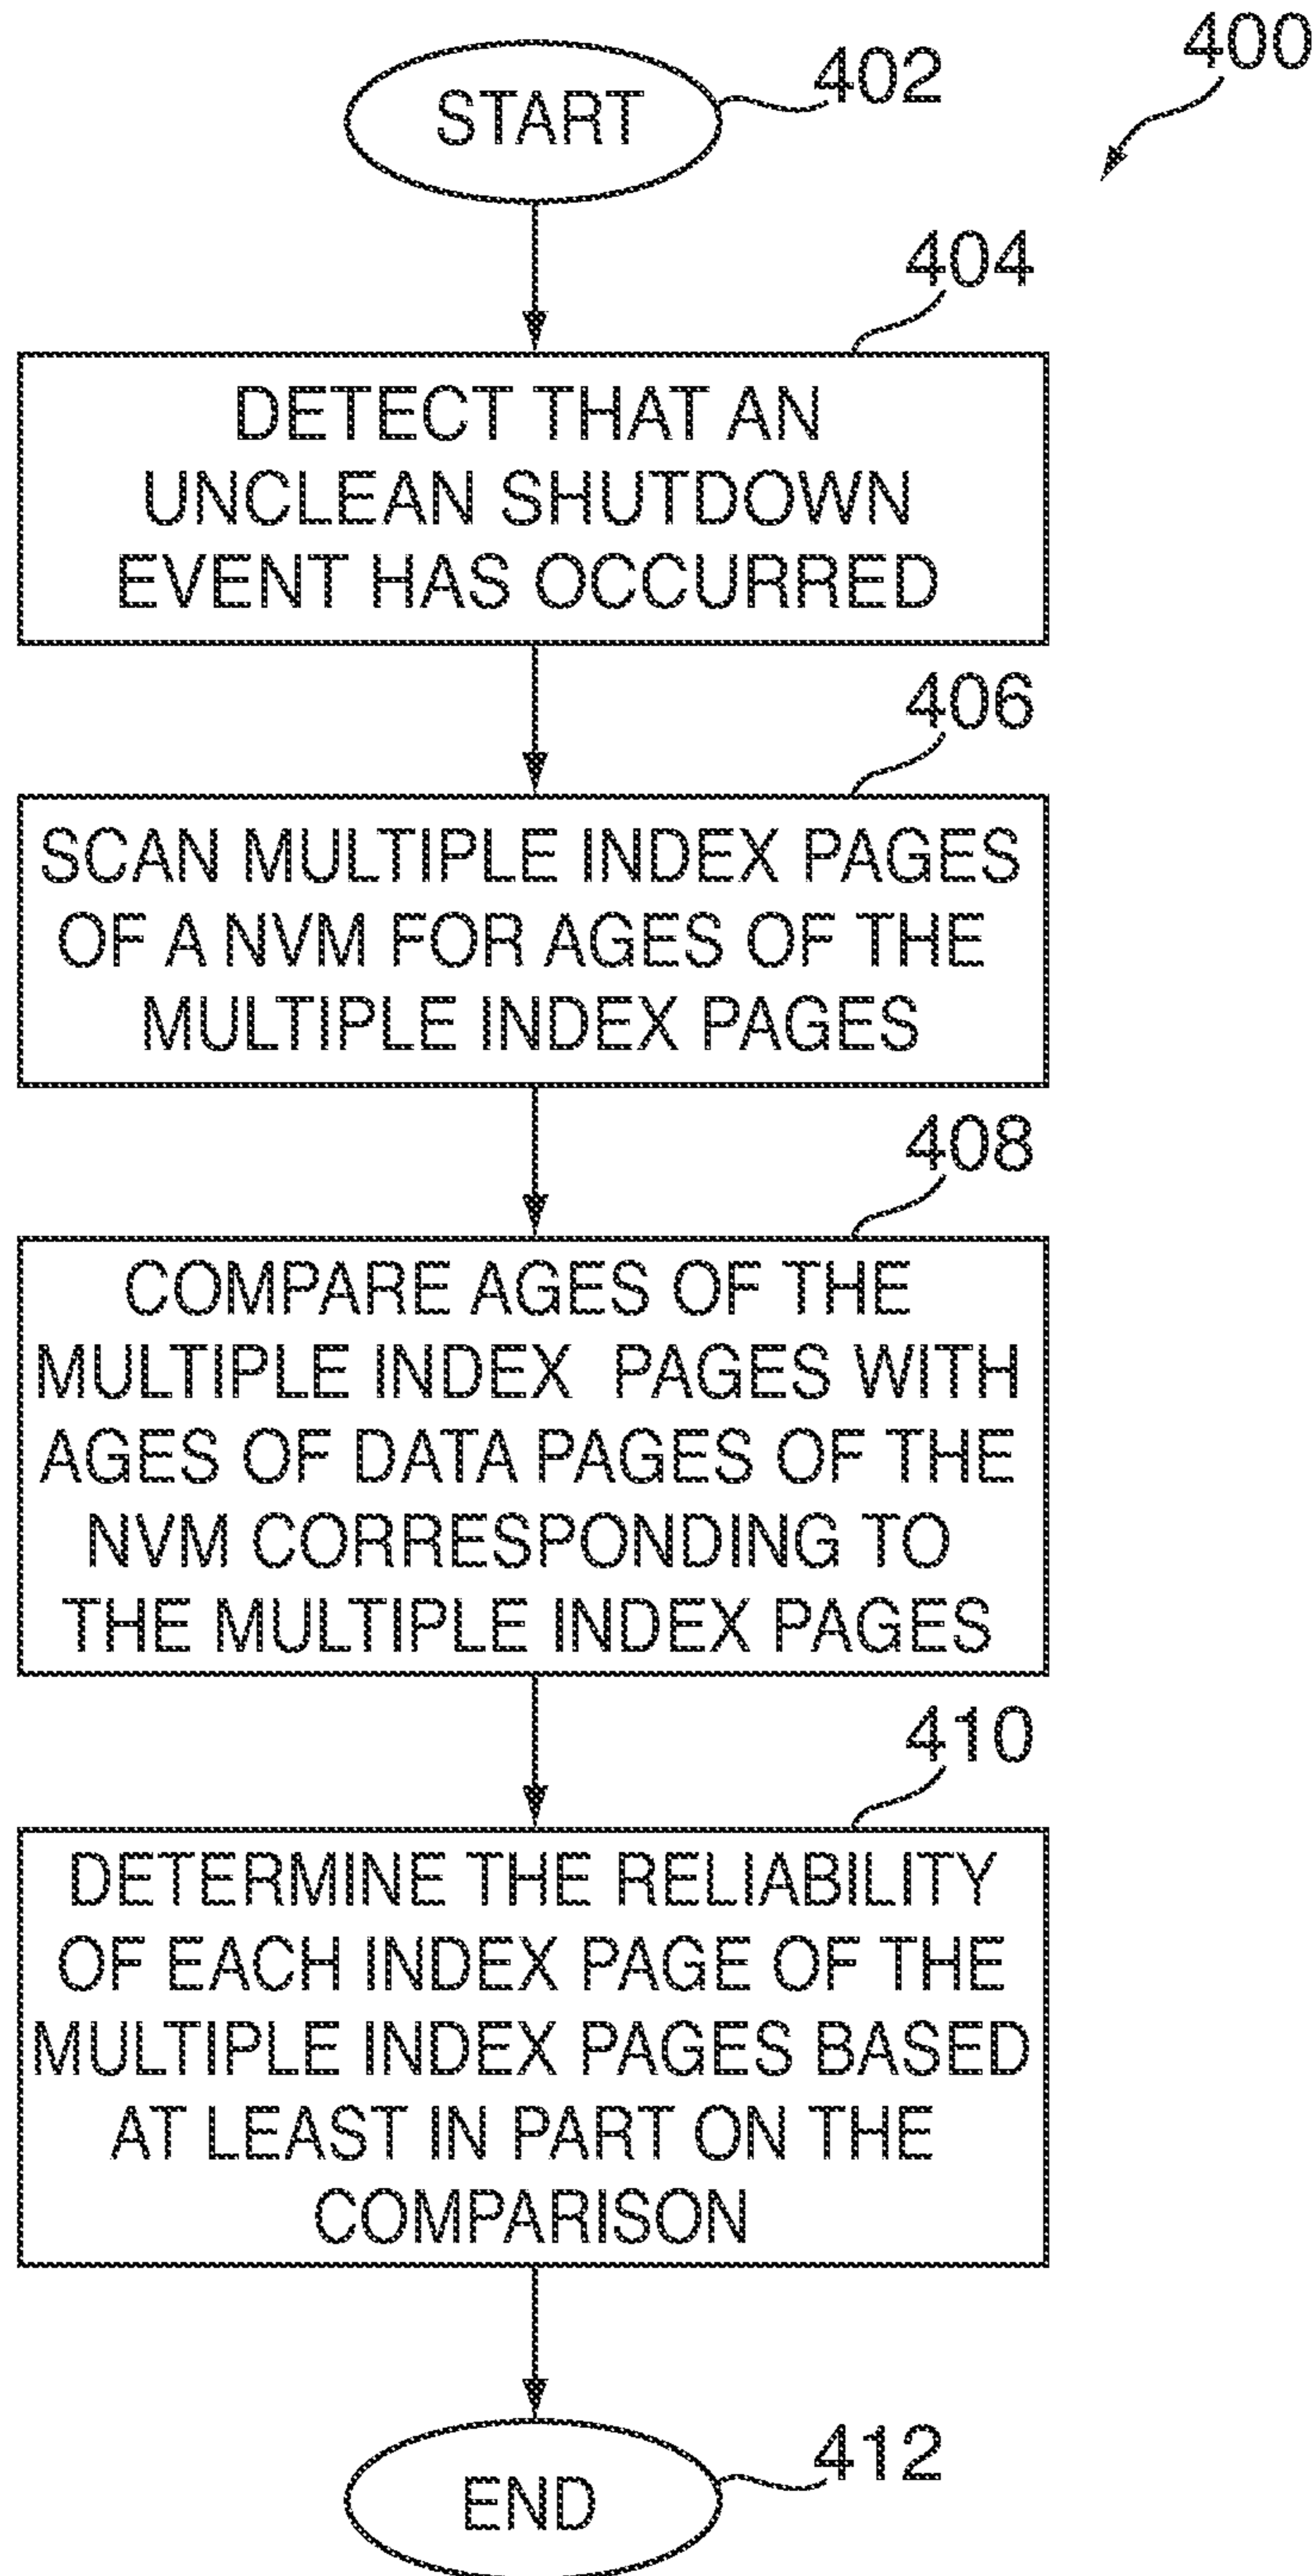 400
START
402
404
DETECT THAT AN
UNCLEAN SHUTDOWN
EVENT HAS OCCURRED
406
SCAN MULTIPLE INDEX PAGES
OF A NVM FOR AGES OF THE
MULTIPLE INDEX PAGES
408
COMPARE AGES OF THE
MULTIPLE INDEX PAGES WITH
AGES OF DATA PAGES OF THE
NVM CORRESPONDING TO
THE MULTIPLE INDEX PAGES
410
DETERMINE THE RELIABILITY
OF EACH INDEX PAGE OF THE
MULTIPLE INDEX PAGES BASED
AT LEAST IN PART ON THE
COMPARISON
412
END